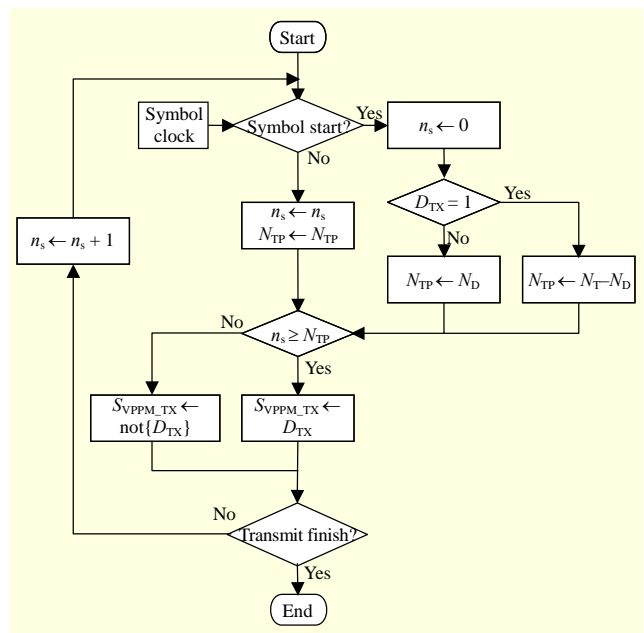 Start
Symbol
clock
Symbol start?
Yes
n_s ← 0
No
D_TX = 1
Yes
n_s ← n_s
N_TP ← N_TP
No
n_s ← n_s + 1
N_TP ← N_D
N_TP ← N_T–N_D
No
n_s ≥ N_TP
Yes
S_VPPM_TX ←
not{D_TX}
S_VPPM_TX ←
D_TX
No
Transmit finish?
Yes
End